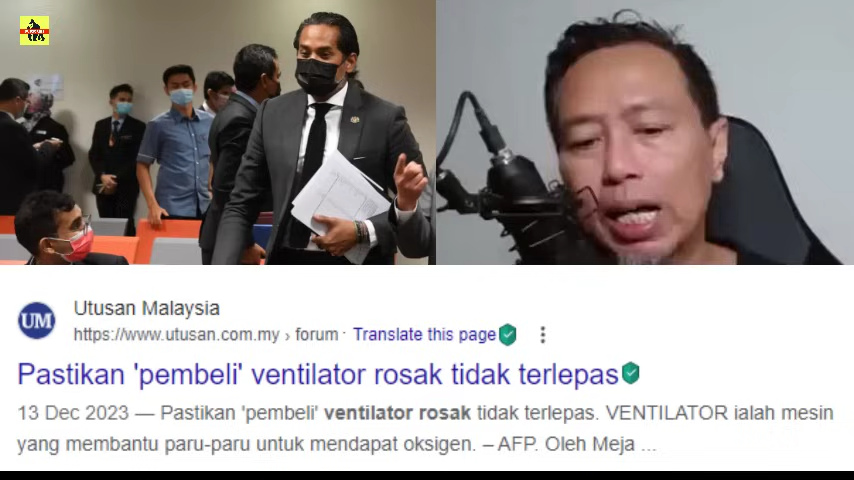 UM
Utusan Malaysia
https://www.utusan.com.my › forum · Translate this page
Pastikan 'pembeli' ventilator rosak tidak terlepas
13 Dec 2023 — Pastikan 'pembeli' ventilator rosak tidak terlepas. VENTILATOR ialah mesin
yang membantu paru-paru untuk mendapat oksigen. – AFP. Oleh Meja ...